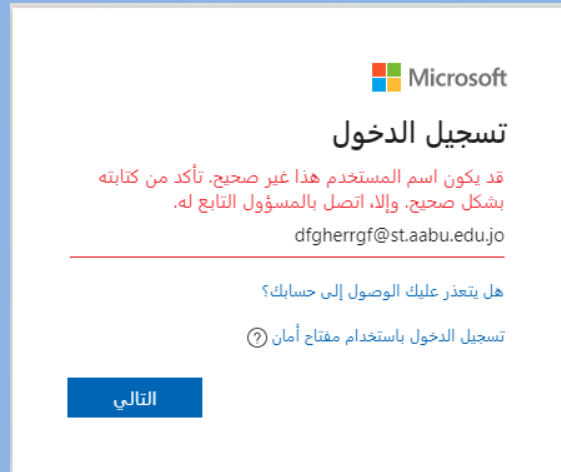 Microsoft
تسجيل الدخول
قد يكون اسم المستخدم هذا غير صحيح. تأكد من كتابته
بشكل صحيح. وإلا، اتصل بالمسؤول التابع له.
dfgherrgf@st.aabu.edu.jo
هل يتعذر عليك الوصول إلى حسابك؟
تسجيل الدخول باستخدام مفتاح أمان ?
التالي